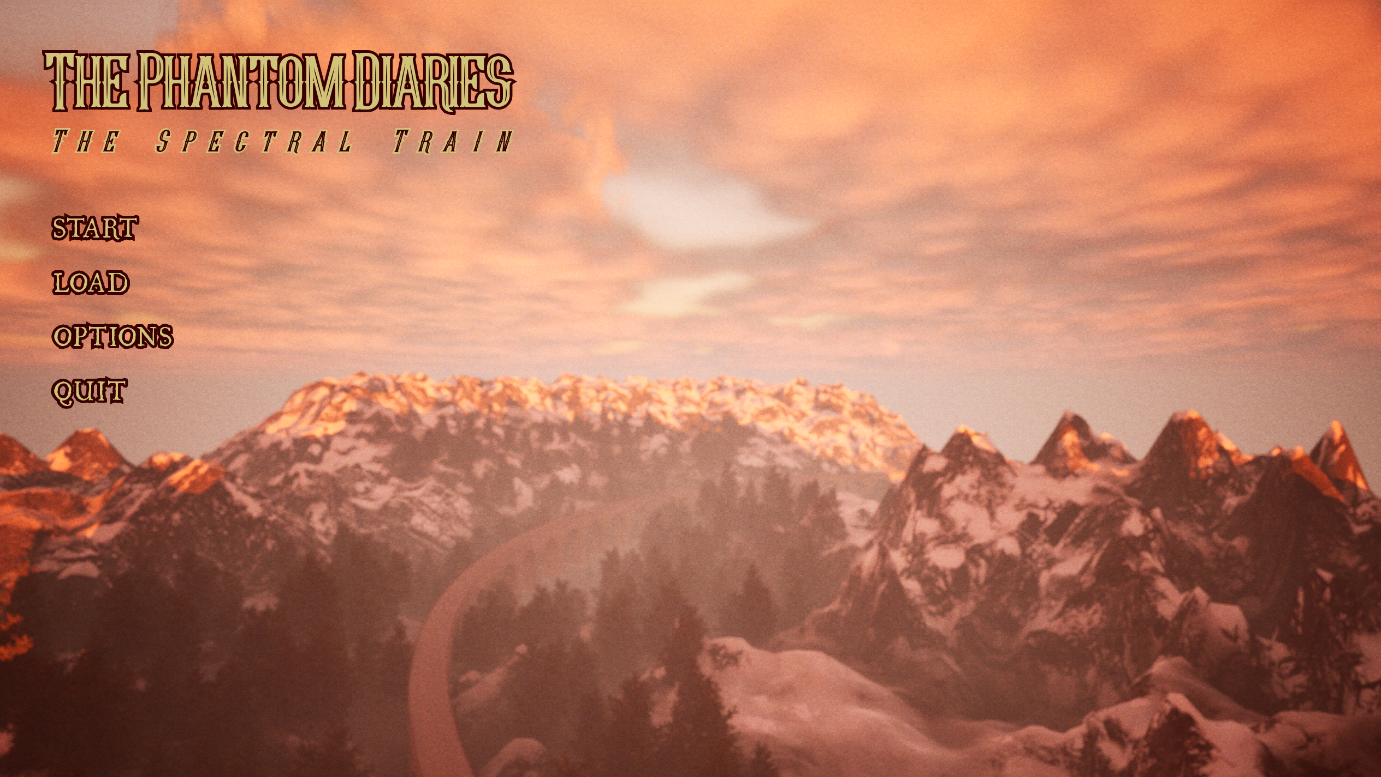 THE PHANTOM DIARIES
THE SPECTRAL TRAIN
START
LOAD
OPTIONS
QUIT